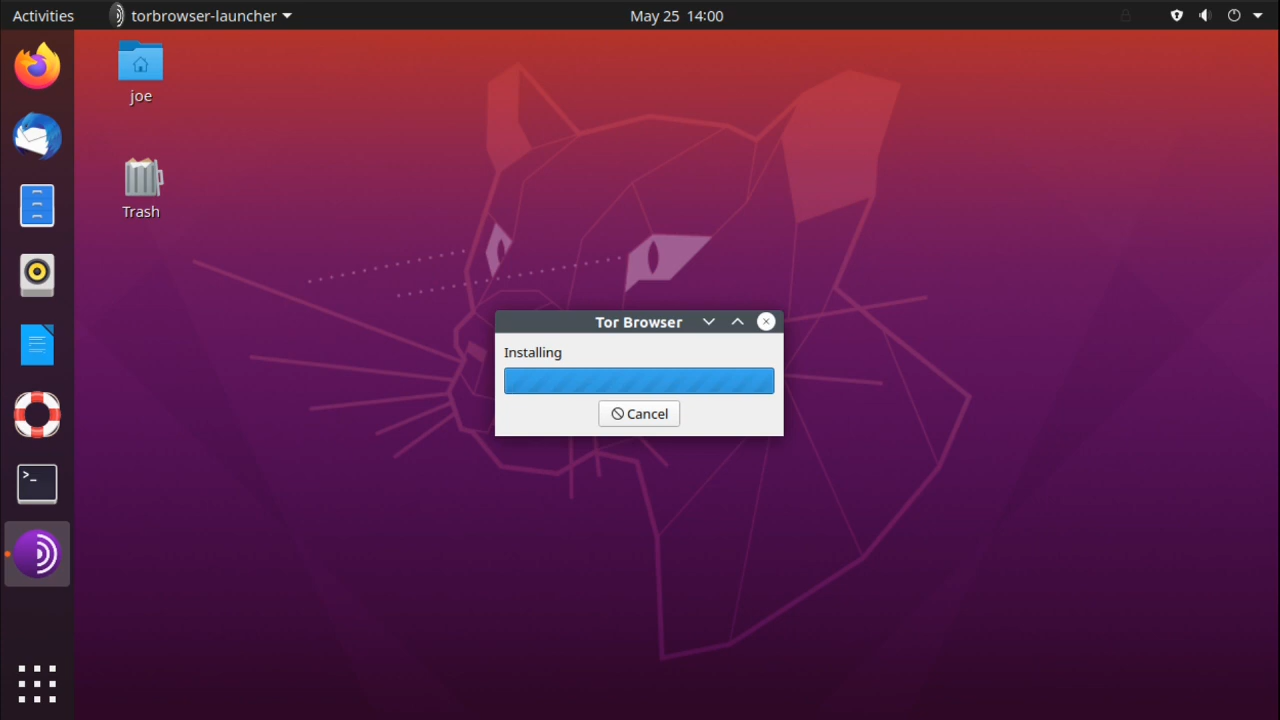 Activities
torbrowser-launcher
May 25 14:00
joe
Trash
Tor Browser
Installing
Cancel
>_